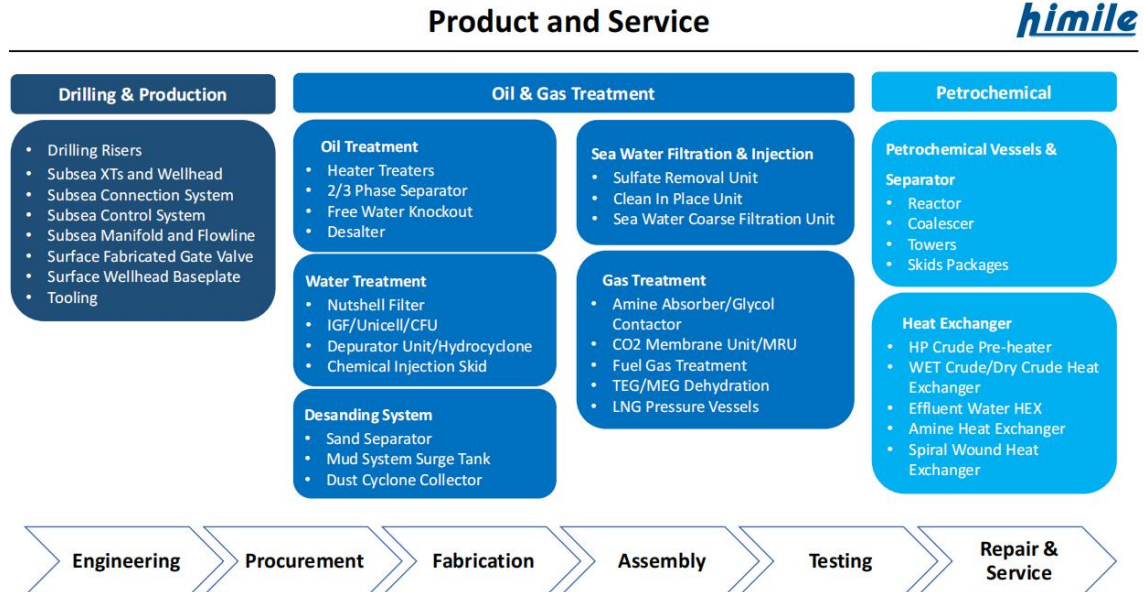 Product and Service
himile
Drilling & Production
• Drilling Risers
• Subsea XTs and Wellhead
• Subsea Connection System
• Subsea Control System
• Subsea Manifold and Flowline
• Surface Fabricated Gate Valve
• Surface Wellhead Baseplate
• Tooling
Oil & Gas Treatment
Oil Treatment
• Heater Treaters
• 2/3 Phase Separator
• Free Water Knockout
• Desalter
Water Treatment
• Nutshell Filter
• IGF/Unicell/CFU
• Depurator Unit/Hydrocyclone
• Chemical Injection Skid
Desanding System
• Sand Separator
• Mud System Surge Tank
• Dust Cyclone Collector
Sea Water Filtration & Injection
• Sulfate Removal Unit
• Clean In Place Unit
• Sea Water Coarse Filtration Unit
Gas Treatment
• Amine Absorber/Glycol
Contactor
• CO2 Membrane Unit/MRU
• Fuel Gas Treatment
• TEG/MEG Dehydration
• LNG Pressure Vessels
Petrochemical
Petrochemical Vessels &
Separator
• Reactor
• Coalescer
• Towers
• Skids Packages
Heat Exchanger
• HP Crude Pre-heater
• WET Crude/Dry Crude Heat
Exchanger
• Effluent Water HEX
• Amine Heat Exchanger
• Spiral Wound Heat
Exchanger
Engineering
Procurement
Fabrication
Assembly
Testing
Repair &
Service